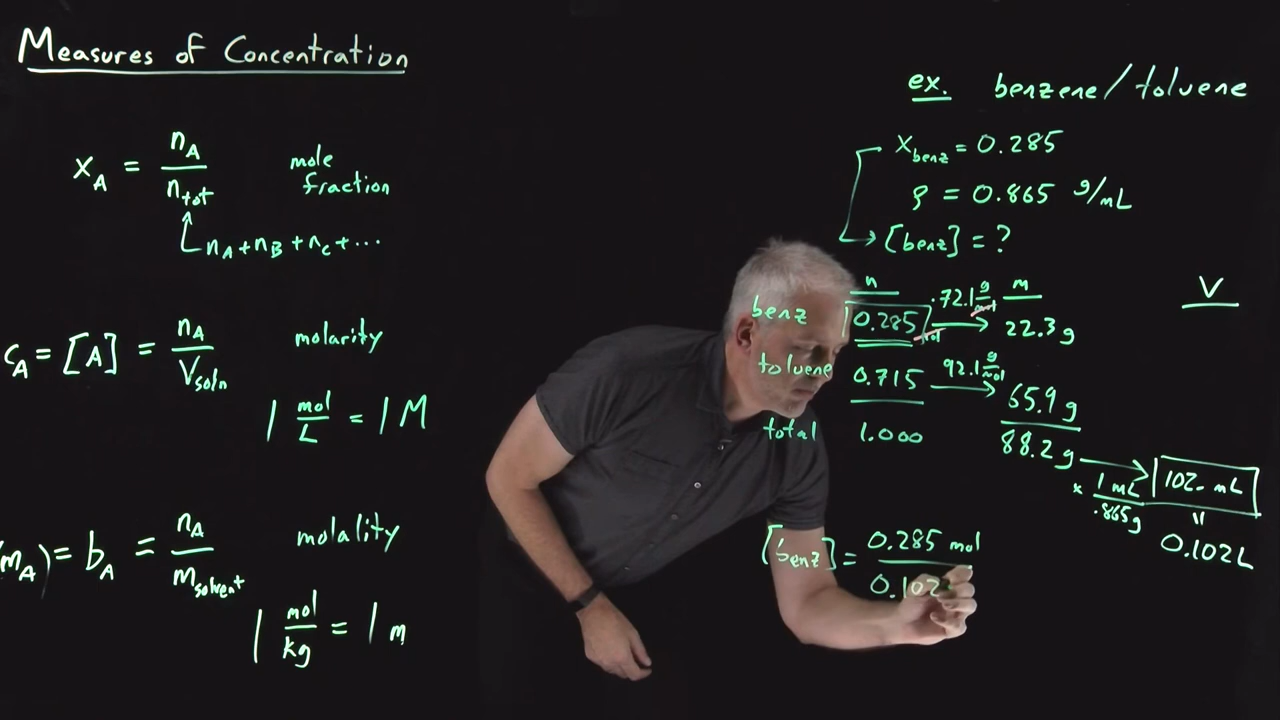 Measures of Concentration
x_A = n_A / n_tot mole fraction
n_A + n_B + n_C + ...
c_A = [A] = n_A / V_soln molarity
1 mol/L = 1 M
(m_A) = b_A = n_A / m_solvent molality
1 mol/kg = 1 m
ex. benzene/toluene
x_benz = 0.285
ρ = 0.865 g/mL
[benz] = ?
n m V
benz 0.285 mol ·72.1 g/mol → 22.3 g
toluene 0.715 92.1 g/mol → 65.9 g
total 1.000 88.2 g → 102. mL
× 1 mL / .865 g
" 0.102 L
[benz] = 0.285 mol / 0.102